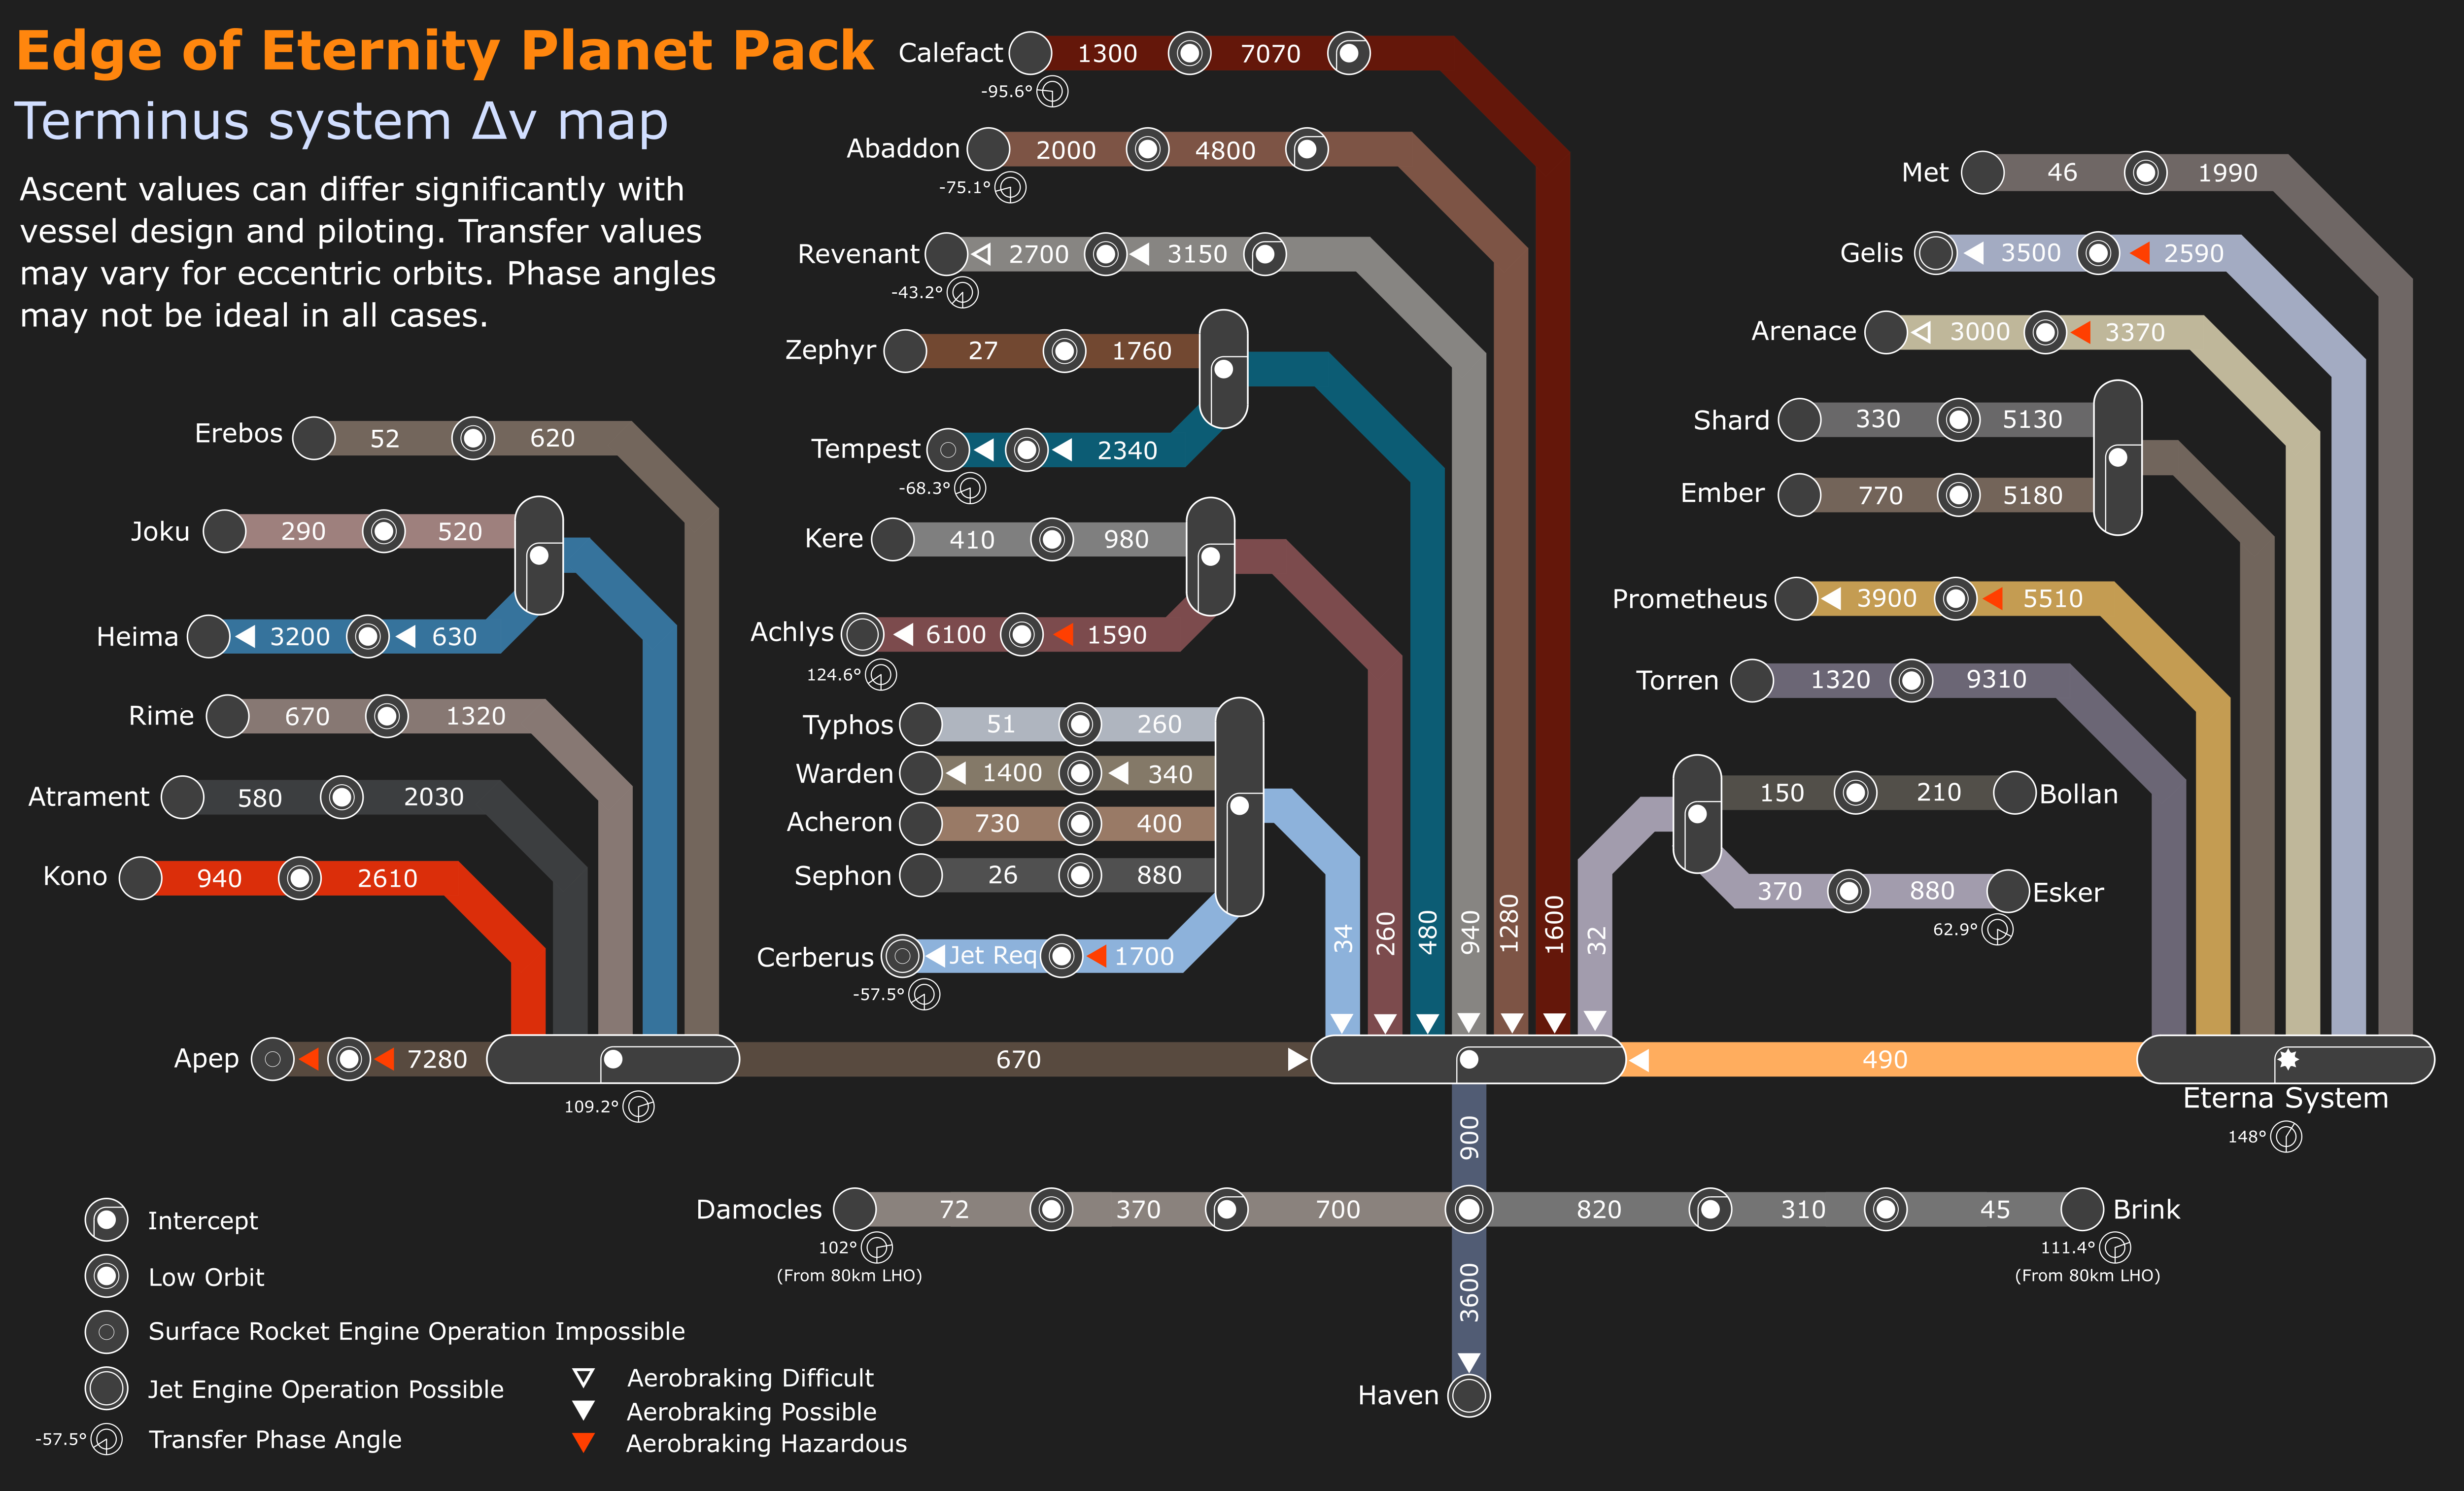 Edge of Eternity Planet Pack
Terminus system Δv map
Ascent values can differ significantly with
vessel design and piloting. Transfer values
may vary for eccentric orbits. Phase angles
may not be ideal in all cases.
Erebos 52 620
Joku 290 520
Heima 3200 630
Rime 670 1320
Atrament 580 2030
Kono 940 2610
Apep 7280
109.2°
670
Calefact 1300 7070
-95.6°
Abaddon 2000 4800
-75.1°
Revenant 2700 3150
-43.2°
Zephyr 27 1760
Tempest 2340
-68.3°
Kere 410 980
Achlys 6100 1590
124.6°
Typhos 51 260
Warden 1400 340
Acheron 730 400
Sephon 26 880
Cerberus Jet Req 1700
-57.5°
34 260 480 940 1280 1600 32
Met 46 1990
Gelis 3500 2590
Arenace 3000 3370
Shard 330 5130
Ember 770 5180
Prometheus 3900 5510
Torren 1320 9310
150 210 Bollan
370 880 Esker
62.9°
490
Eterna System
148°
900
Damocles 72 370 700 820 310 45 Brink
102°
(From 80km LHO)
111.4°
(From 80km LHO)
3600
Haven
Intercept
Low Orbit
Surface Rocket Engine Operation Impossible
Jet Engine Operation Possible
-57.5° Transfer Phase Angle
Aerobraking Difficult
Aerobraking Possible
Aerobraking Hazardous